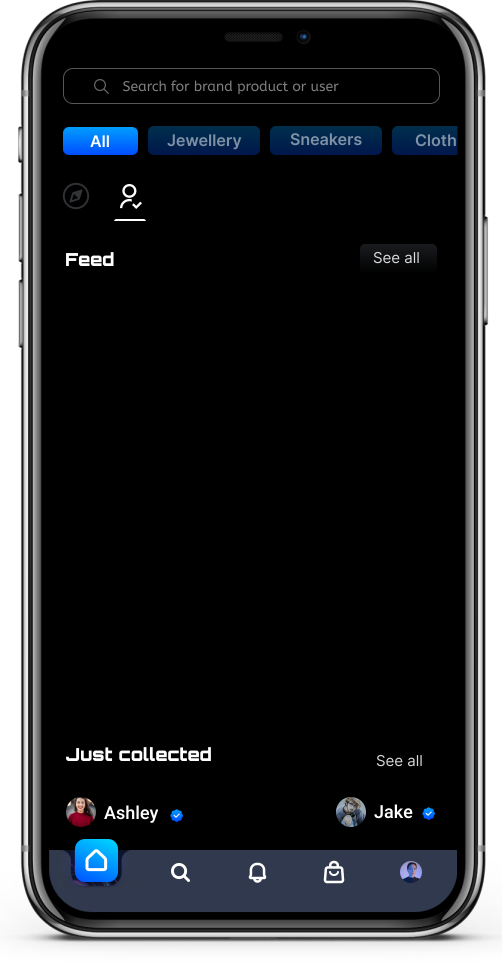 Search for brand product or user
All Jewellery Sneakers Cloth
Feed See all
Just collected See all
Ashley Jake